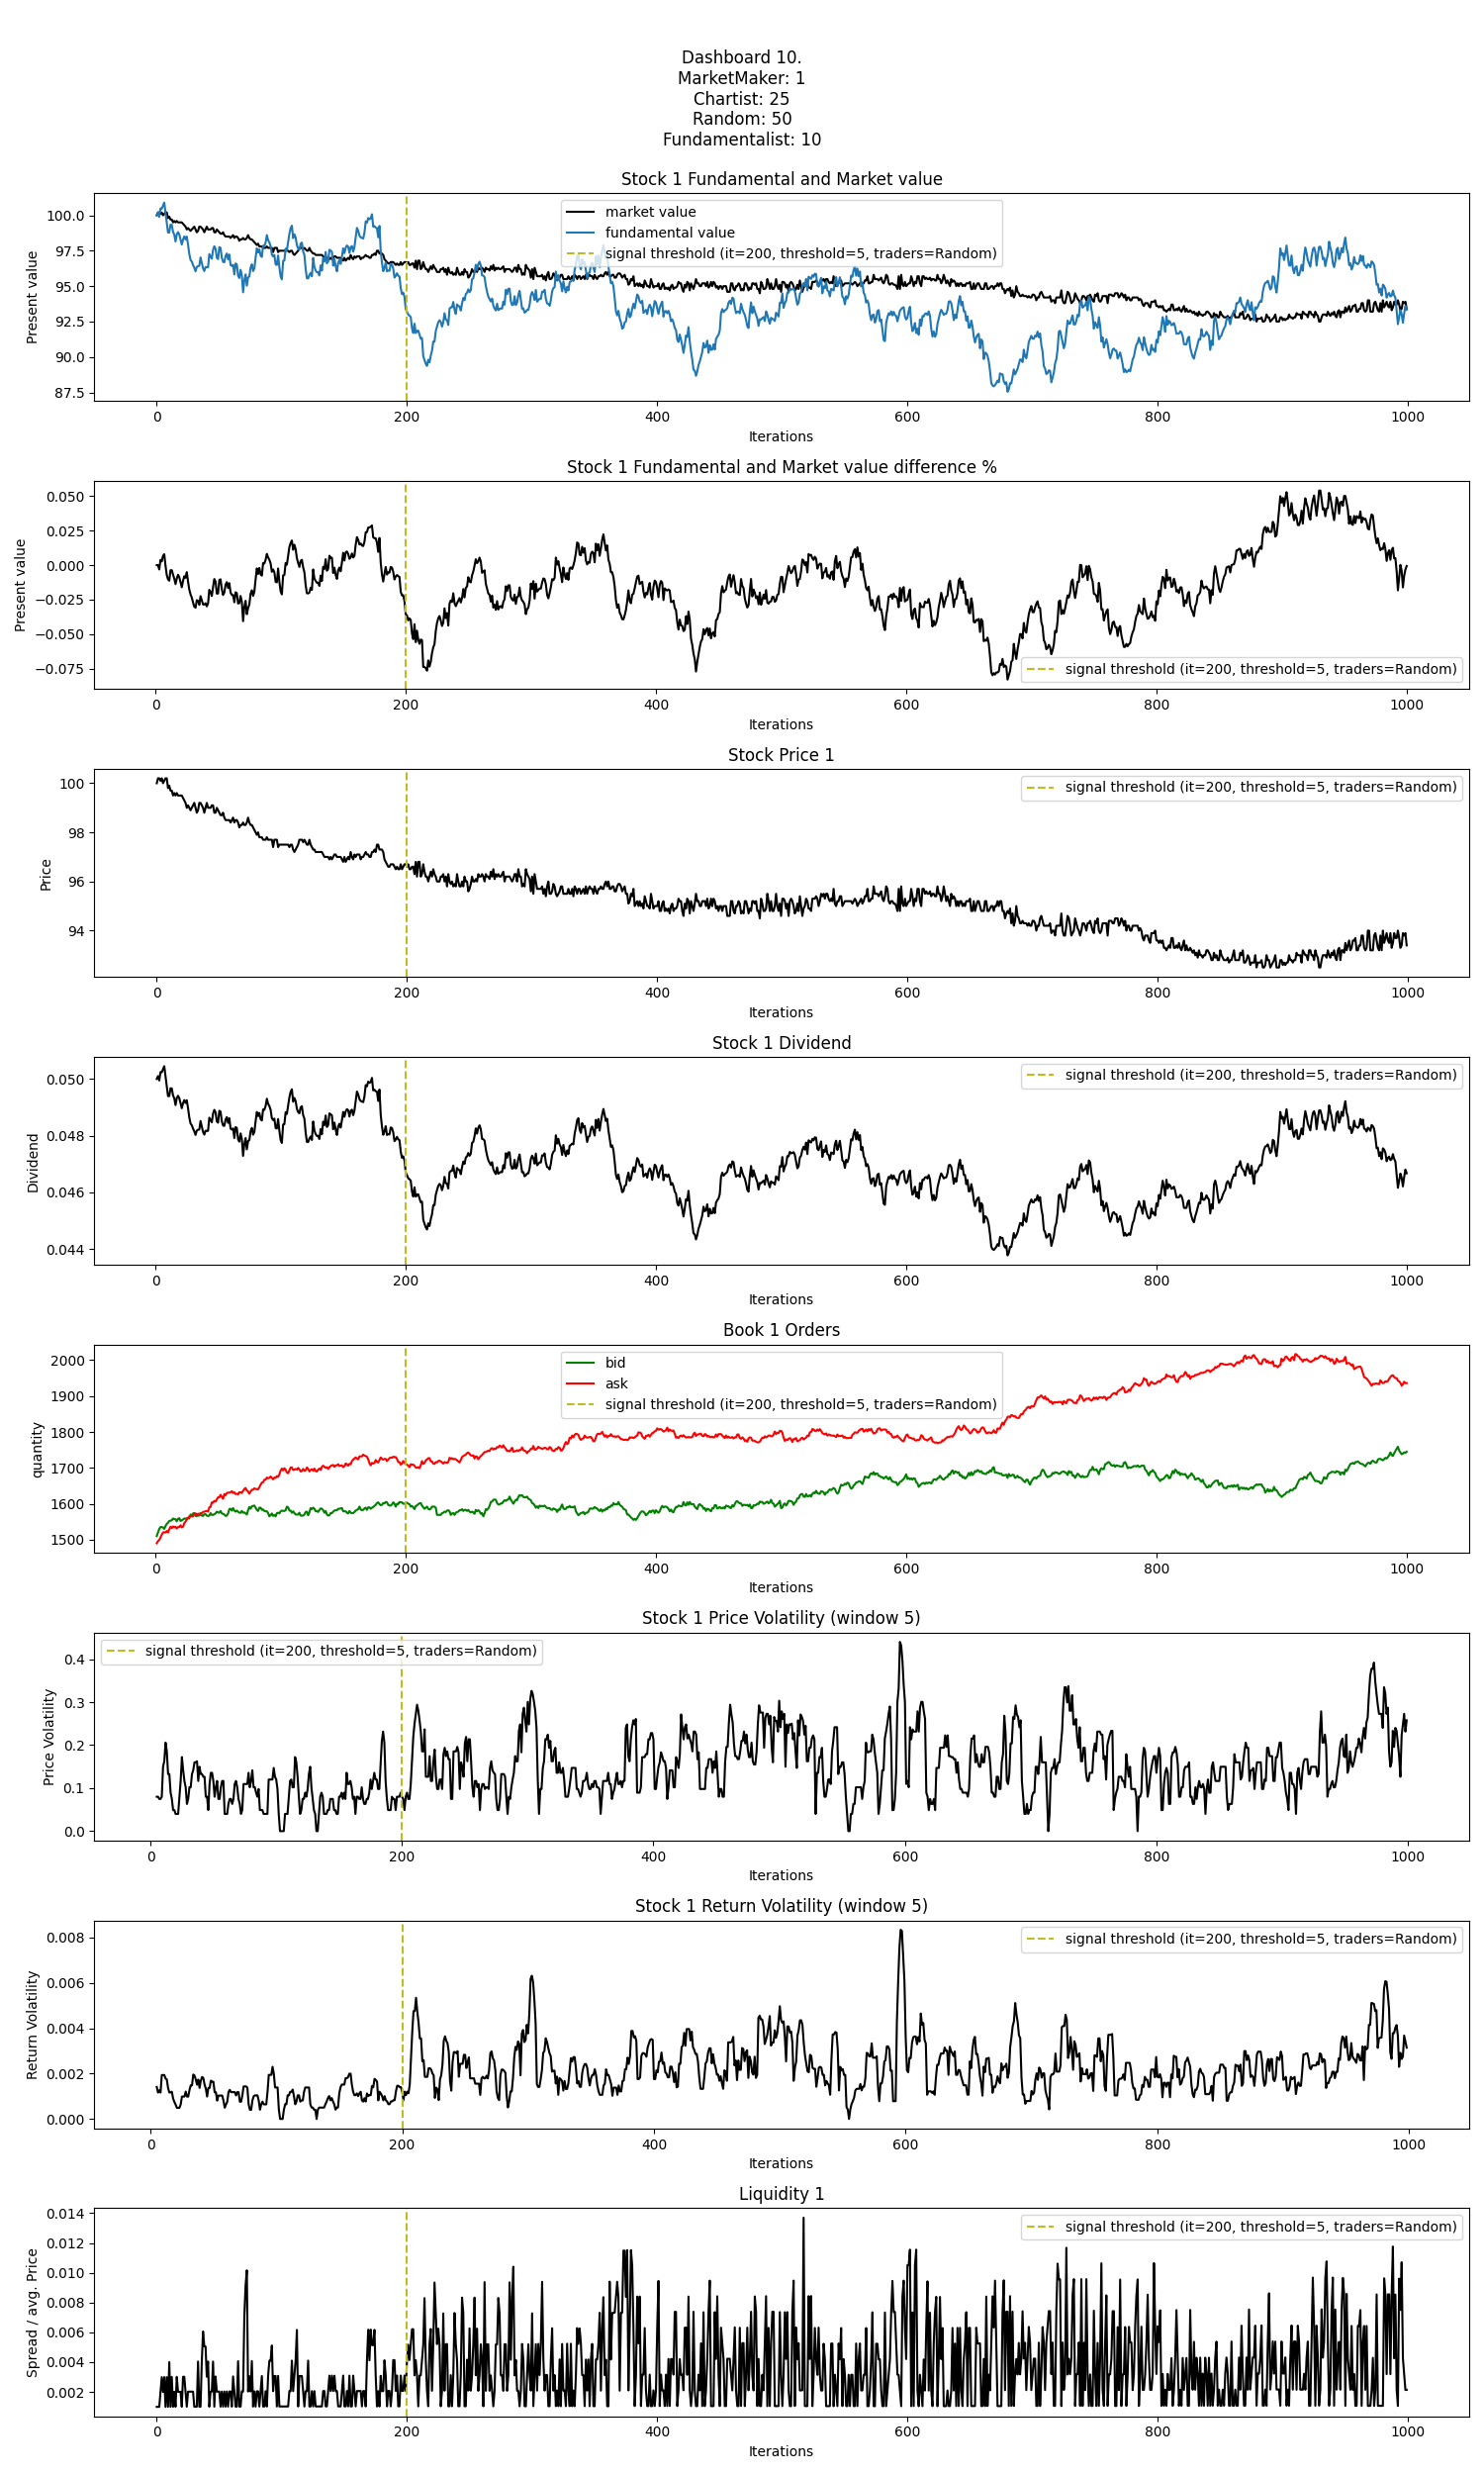 Dashboard 10.
MarketMaker: 1
Chartist: 25
Random: 50
Fundamentalist: 10
Stock 1 Fundamental and Market value
Present value
100.0
97.5
95.0
92.5
90.0
87.5
market value
fundamental value
signal threshold (it=200, threshold=5, traders=Random)
0 200 400 600 800 1000
Iterations
Stock 1 Fundamental and Market value difference %
Present value
0.050
0.025
0.000
−0.025
−0.050
−0.075
signal threshold (it=200, threshold=5, traders=Random)
0 200 400 600 800 1000
Iterations
Stock Price 1
Price
100
98
96
94
signal threshold (it=200, threshold=5, traders=Random)
0 200 400 600 800 1000
Iterations
Stock 1 Dividend
Dividend
0.050
0.048
0.046
0.044
signal threshold (it=200, threshold=5, traders=Random)
0 200 400 600 800 1000
Iterations
Book 1 Orders
quantity
2000
1900
1800
1700
1600
1500
bid
ask
signal threshold (it=200, threshold=5, traders=Random)
0 200 400 600 800 1000
Iterations
Stock 1 Price Volatility (window 5)
Price Volatility
0.4
0.3
0.2
0.1
0.0
signal threshold (it=200, threshold=5, traders=Random)
0 200 400 600 800 1000
Iterations
Stock 1 Return Volatility (window 5)
Return Volatility
0.008
0.006
0.004
0.002
0.000
signal threshold (it=200, threshold=5, traders=Random)
0 200 400 600 800 1000
Iterations
Liquidity 1
Spread / avg. Price
0.014
0.012
0.010
0.008
0.006
0.004
0.002
signal threshold (it=200, threshold=5, traders=Random)
0 200 400 600 800 1000
Iterations